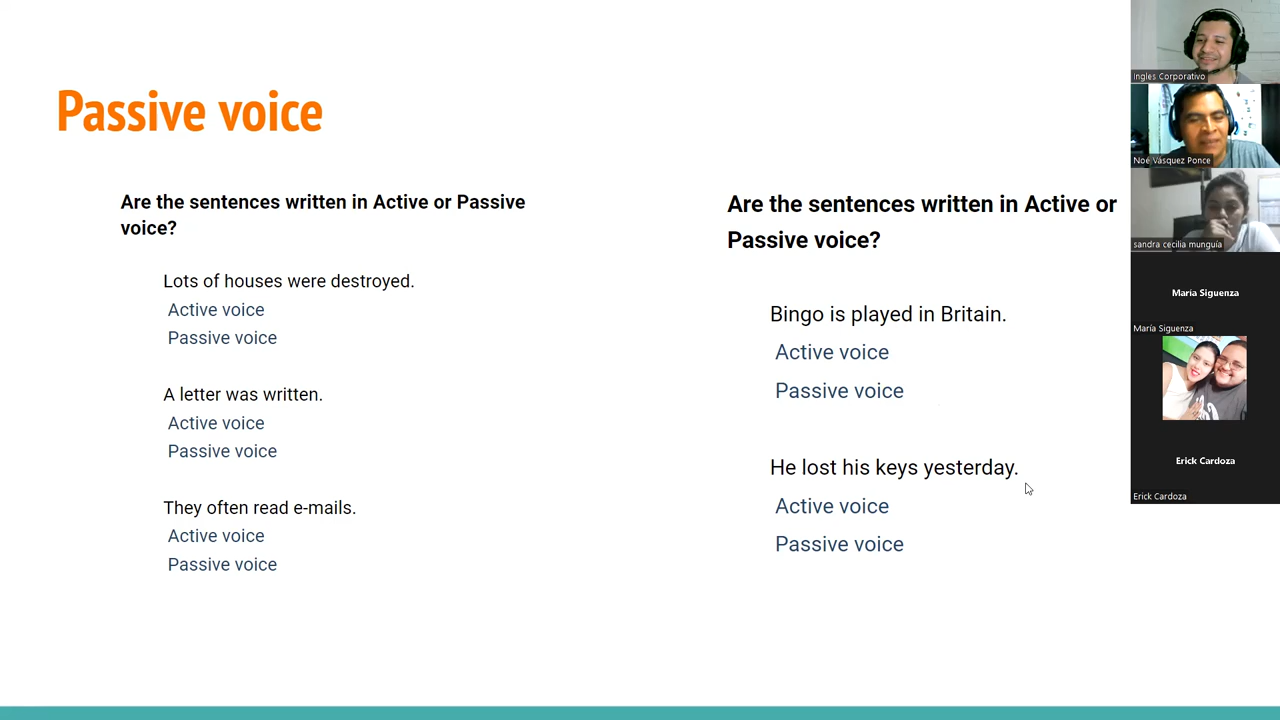 Passive voice
Are the sentences written in Active or Passive
voice?
Lots of houses were destroyed.
Active voice
Passive voice
A letter was written.
Active voice
Passive voice
They often read e-mails.
Active voice
Passive voice
Are the sentences written in Active or
Passive voice?
Bingo is played in Britain.
Active voice
Passive voice
He lost his keys yesterday.
Active voice
Passive voice
Ingles Corporativo
Noé Vásquez Ponce
sandra cecilia munguía
María Siguenza
María Siguenza
Erick Cardoza
Erick Cardoza